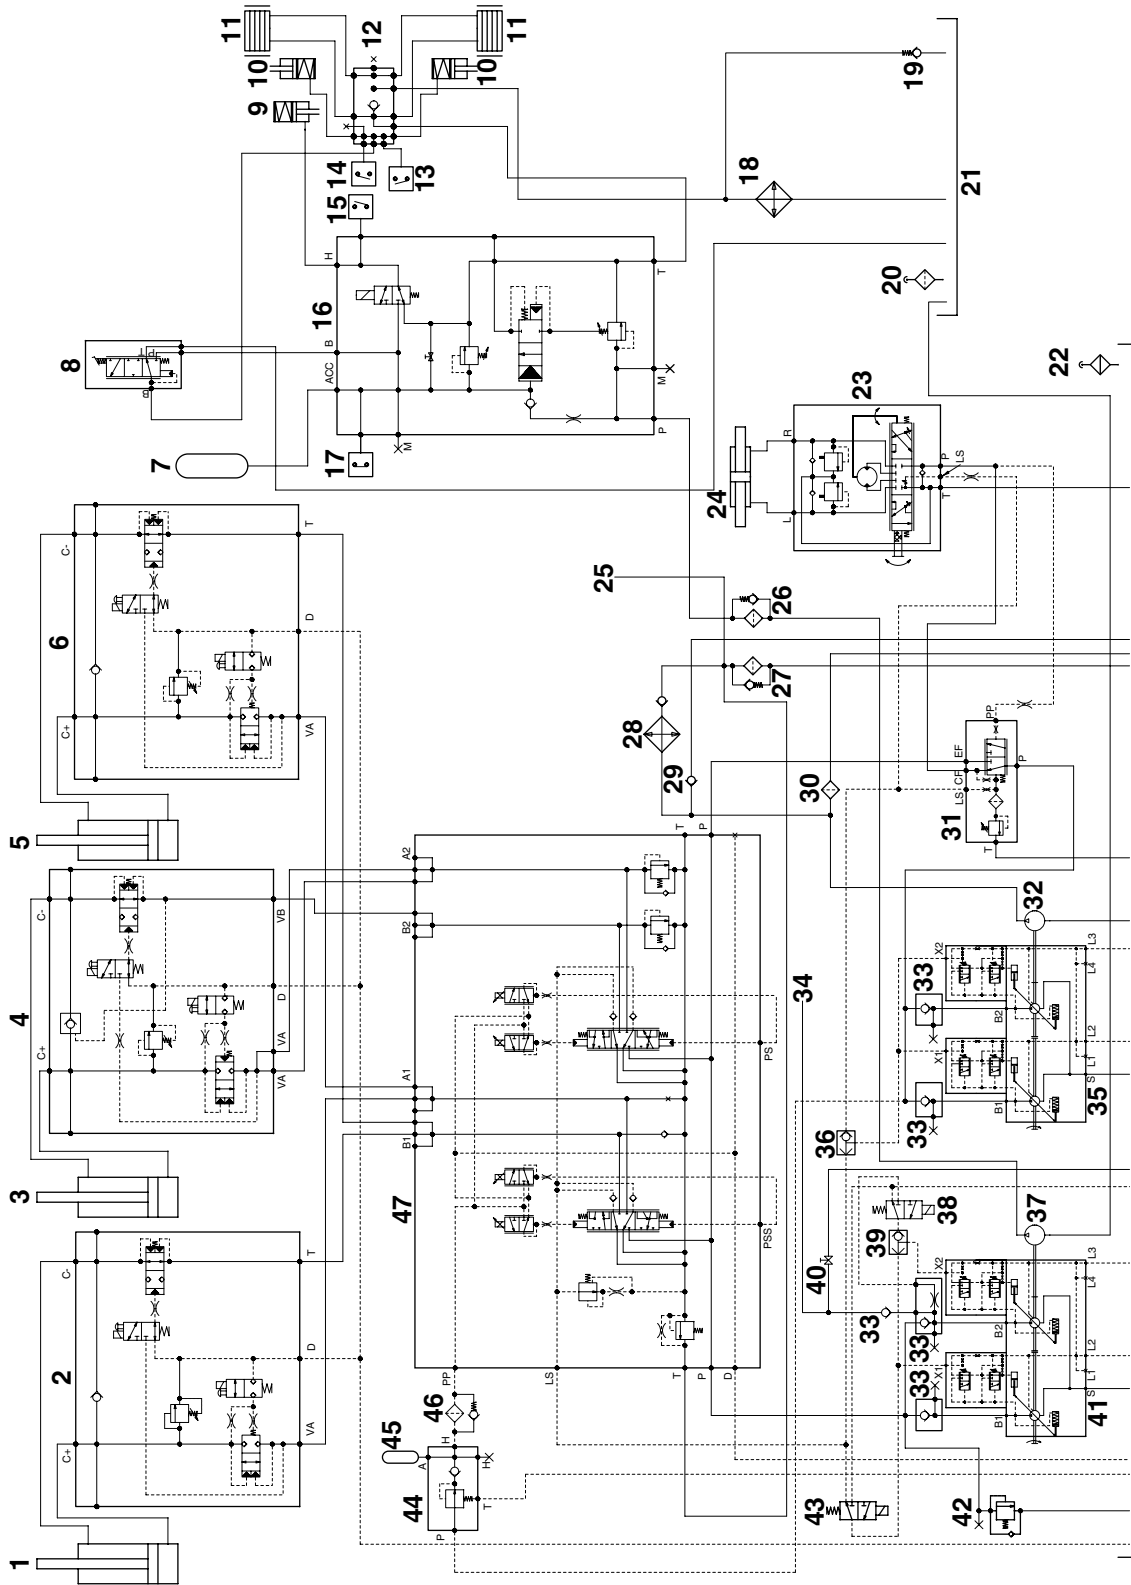 1
2
C+
C-
VA
D
T
3
4
C+
C-
VA
VA
D
VB
5
6
C+
C-
VA
D
T
7
8
B
P
T
9
10
10
11
11
12
13
14
15
16
17
ACC
B
H
M
P
M
T
18
19
20
21
22
23
24
L
R
T
P
LS
25
26
27
28
29
30
31
LS
CF
EF
PP
T
P
32
33
33
34
35
X1
X2
B1
B2
S
L1
L2
L4
L3
36
37
38
39
40
33
33
33
41
X1
X2
B1
B2
S
L1
L2
L4
L3
42
43
44
P
A
H
H
T
45
46
47
B1
A1
B2
A2
PP
LS
T
P
D
PSS
PS
T
P